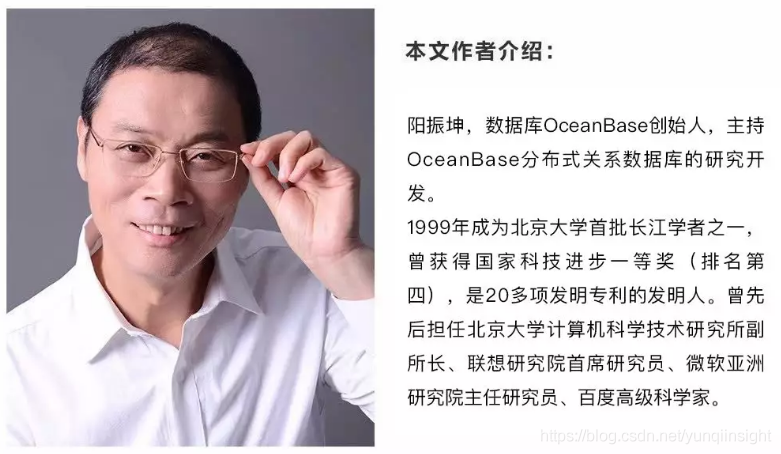 本文作者介绍：
阳振坤，数据库OceanBase创始人，主持
OceanBase分布式关系数据库的研究开
发。
1999年成为北京大学首批长江学者之一，
曾获得国家科技进步一等奖（排名第
四），是20多项发明专利的发明人。曾先
后担任北京大学计算机科学技术研究所副
所长、联想研究院首席研究员、微软亚洲
研究院主任研究员、百度高级科学家。
https://blog.csdn.net/yunqiinsight